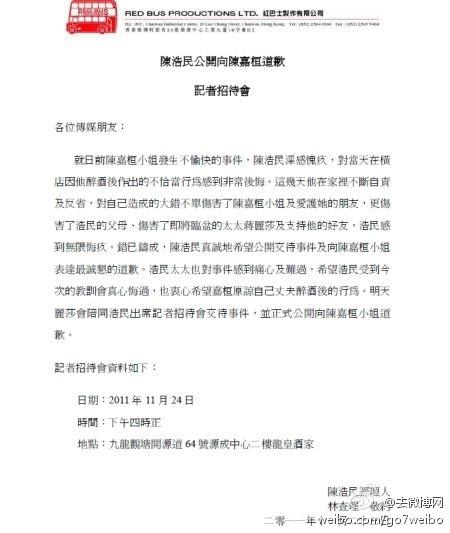 RED BUS
RED BUS PRODUCTIONS LTD. 紅巴士製作有限公司
陳浩民公開向陳嘉桓道歉
記者招待會
各位傳媒朋友：
就日前陳嘉桓小姐發生不愉快的事件，陳浩民深感愧疚，對當天在橫
店因他醉酒後作出的不恰當行為感到非常後悔。這幾天他在家裡不斷自責
及反省，對自己造成的大錯不單傷害了陳嘉桓小姐及愛護她的朋友，更傷
害了浩民的父母、傷害了即將臨盆的太太蔣麗莎及支持他的好友，浩民感
到無限悔疚。錯已鑄成，陳浩民真誠地希望公開交待事件及向陳嘉桓小姐
表達最誠懇的道歉。浩民太太也對事件感到痛心及難過，希望浩民受到今
次的教訓會真心悔過，也衷心希望嘉桓原諒自己丈夫醉酒後的行為。明天
麗莎會陪同浩民出席記者招待會交待事件，並正式公開向陳嘉桓小姐道
歉。
記者招待會資料如下：
日期：2011 年 11 月 24 日
時間：下午四時正
地點：九龍觀塘開源道 64 號源成中心二樓龍皇酒家
陳浩民經理人
林查理 敬約
二零一一年十
@去微博网
weibo.com/go7weibo